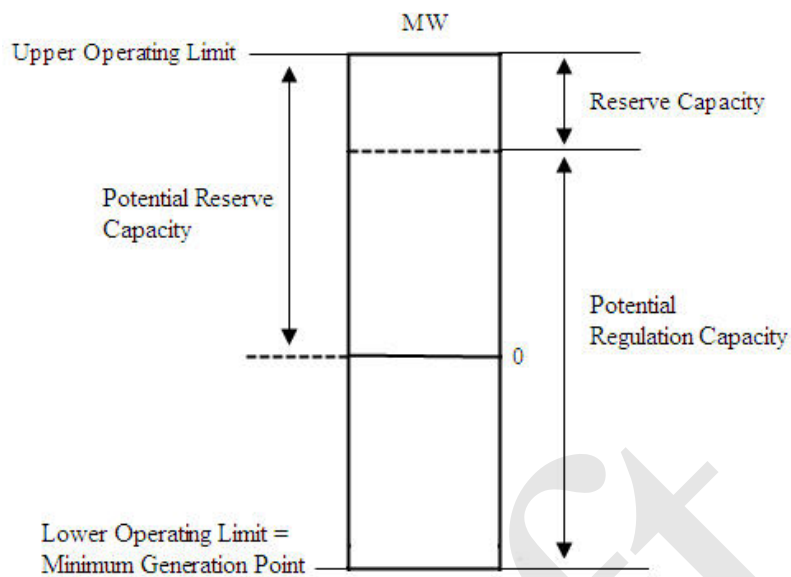 MW
Upper Operating Limit
Reserve Capacity
Potential Reserve
Capacity
Potential
Regulation Capacity
0
Lower Operating Limit =
Minimum Generation Point